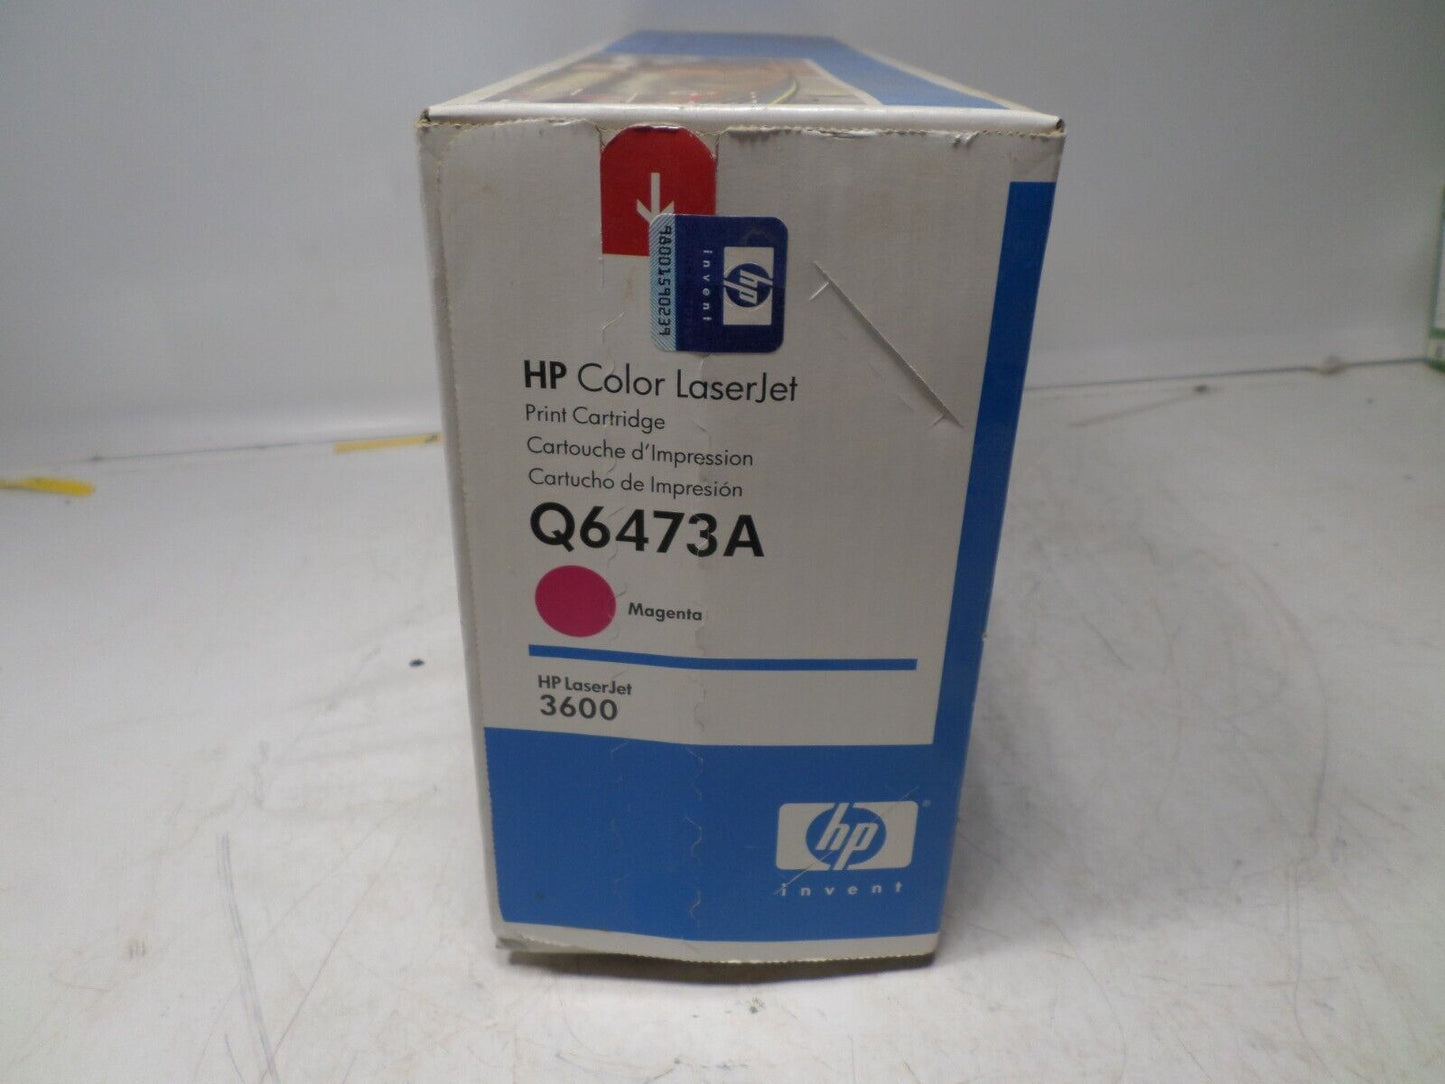 invent
hp
HP Color LaserJet
Print Cartridge
Cartouche d'Impression
Cartucho de Impresión
Q6473A
Magenta
HP LaserJet
3600
hp®
invent